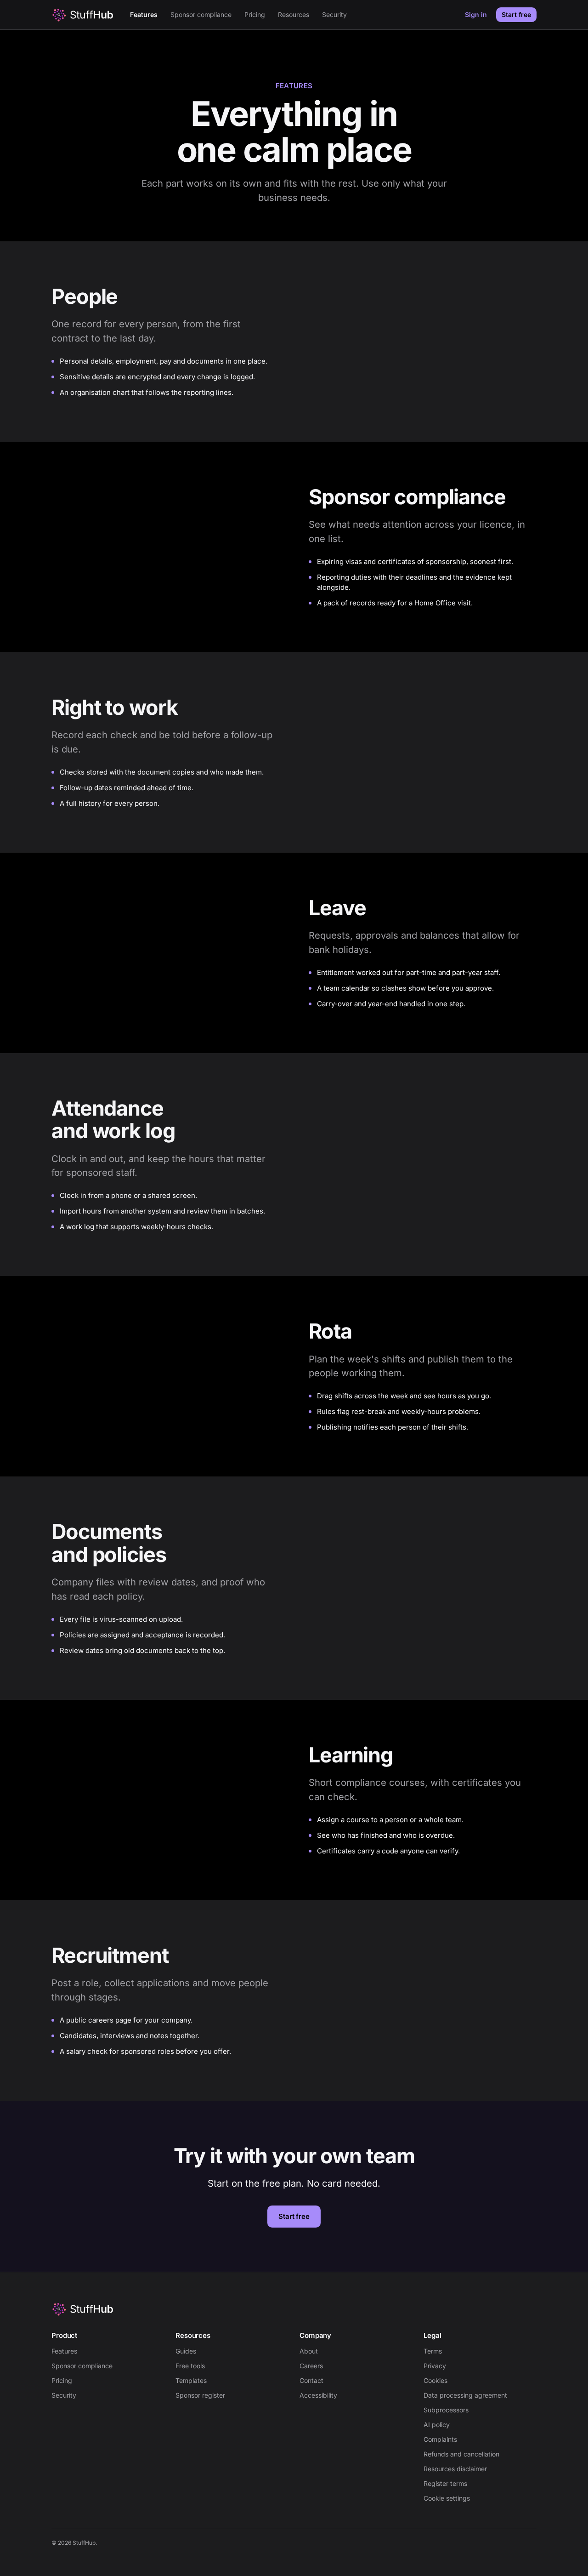 StuffHub
Features
Sponsor compliance
Pricing
Resources
Security
Sign in
Start free
FEATURES
Everything in
one calm place
Each part works on its own and fits with the rest. Use only what your
business needs.
People
One record for every person, from the first
contract to the last day.
Personal details, employment, pay and documents in one place.
Sensitive details are encrypted and every change is logged.
An organisation chart that follows the reporting lines.
Sponsor compliance
See what needs attention across your licence, in
one list.
Expiring visas and certificates of sponsorship, soonest first.
Reporting duties with their deadlines and the evidence kept
alongside.
A pack of records ready for a Home Office visit.
Right to work
Record each check and be told before a follow-up
is due.
Checks stored with the document copies and who made them.
Follow-up dates reminded ahead of time.
A full history for every person.
Leave
Requests, approvals and balances that allow for
bank holidays.
Entitlement worked out for part-time and part-year staff.
A team calendar so clashes show before you approve.
Carry-over and year-end handled in one step.
Attendance
and work log
Clock in and out, and keep the hours that matter
for sponsored staff.
Clock in from a phone or a shared screen.
Import hours from another system and review them in batches.
A work log that supports weekly-hours checks.
Rota
Plan the week's shifts and publish them to the
people working them.
Drag shifts across the week and see hours as you go.
Rules flag rest-break and weekly-hours problems.
Publishing notifies each person of their shifts.
Documents
and policies
Company files with review dates, and proof who
has read each policy.
Every file is virus-scanned on upload.
Policies are assigned and acceptance is recorded.
Review dates bring old documents back to the top.
Learning
Short compliance courses, with certificates you
can check.
Assign a course to a person or a whole team.
See who has finished and who is overdue.
Certificates carry a code anyone can verify.
Recruitment
Post a role, collect applications and move people
through stages.
A public careers page for your company.
Candidates, interviews and notes together.
A salary check for sponsored roles before you offer.
Try it with your own team
Start on the free plan. No card needed.
Start free
StuffHub
Product
Features
Sponsor compliance
Pricing
Security
Resources
Guides
Free tools
Templates
Sponsor register
Company
About
Careers
Contact
Accessibility
Legal
Terms
Privacy
Cookies
Data processing agreement
Subprocessors
AI policy
Complaints
Refunds and cancellation
Resources disclaimer
Register terms
Cookie settings
© 2026 StuffHub.